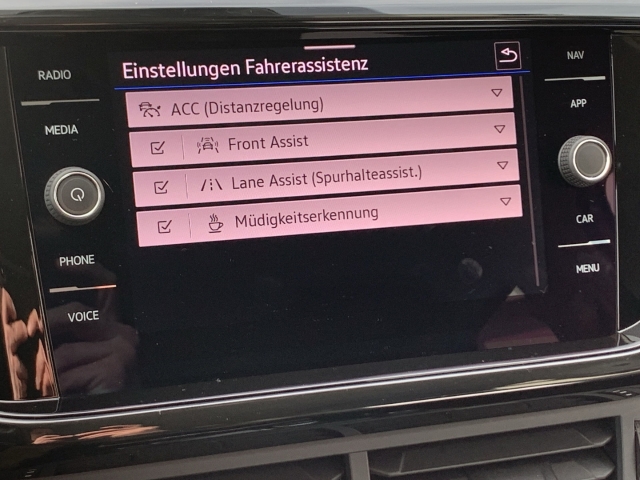 RADIO
MEDIA
PHONE
VOICE
Einstellungen Fahrerassistenz
ACC (Distanzregelung)
Front Assist
Lane Assist (Spurhalteassist.)
Müdigkeitserkennung
NAV
APP
CAR
MENU